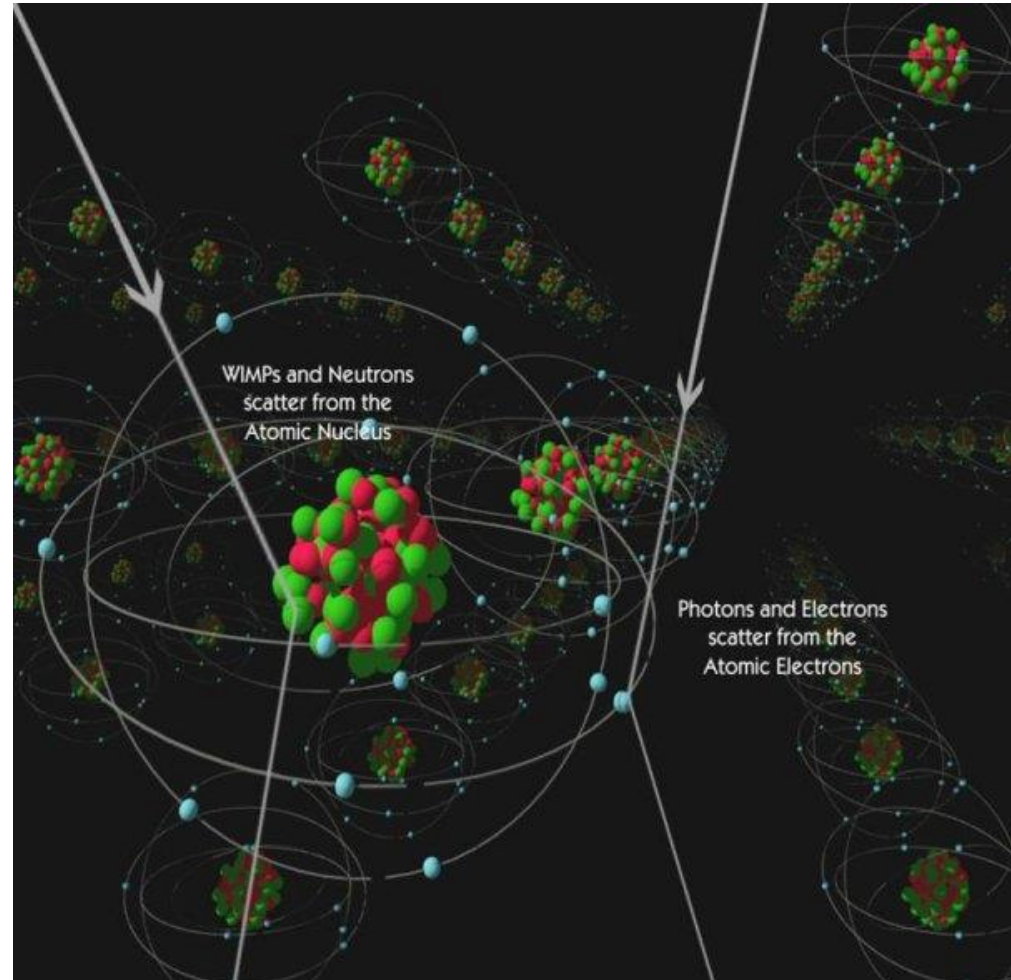 WIMPs and Neutrons
scatter from the
Atomic Nucleus
Photons and Electrons
scatter from the
Atomic Electrons